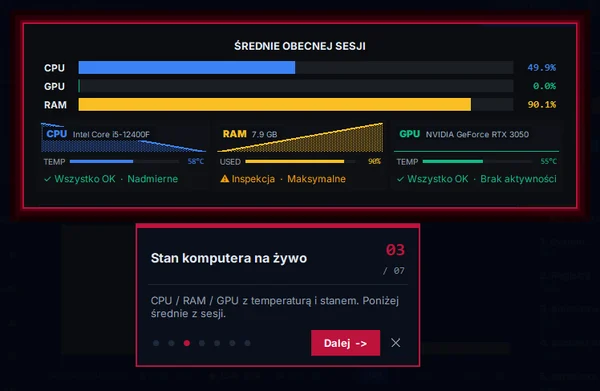 ŚREDNIE OBECNEJ SESJI
CPU 49.9%
GPU 0.0%
RAM 90.1%
CPU Intel Core i5-12400F
TEMP 58°C
✓ Wszystko OK · Nadmierne
RAM 7.9 GB
USED 90%
⚠ Inspekcja · Maksymalne
GPU NVIDIA GeForce RTX 3050
TEMP 55°C
✓ Wszystko OK · Brak aktywności
Stan komputera na żywo
03
/ 07
CPU / RAM / GPU z temperaturą i stanem. Poniżej
średnie z sesji.
Dalej ->